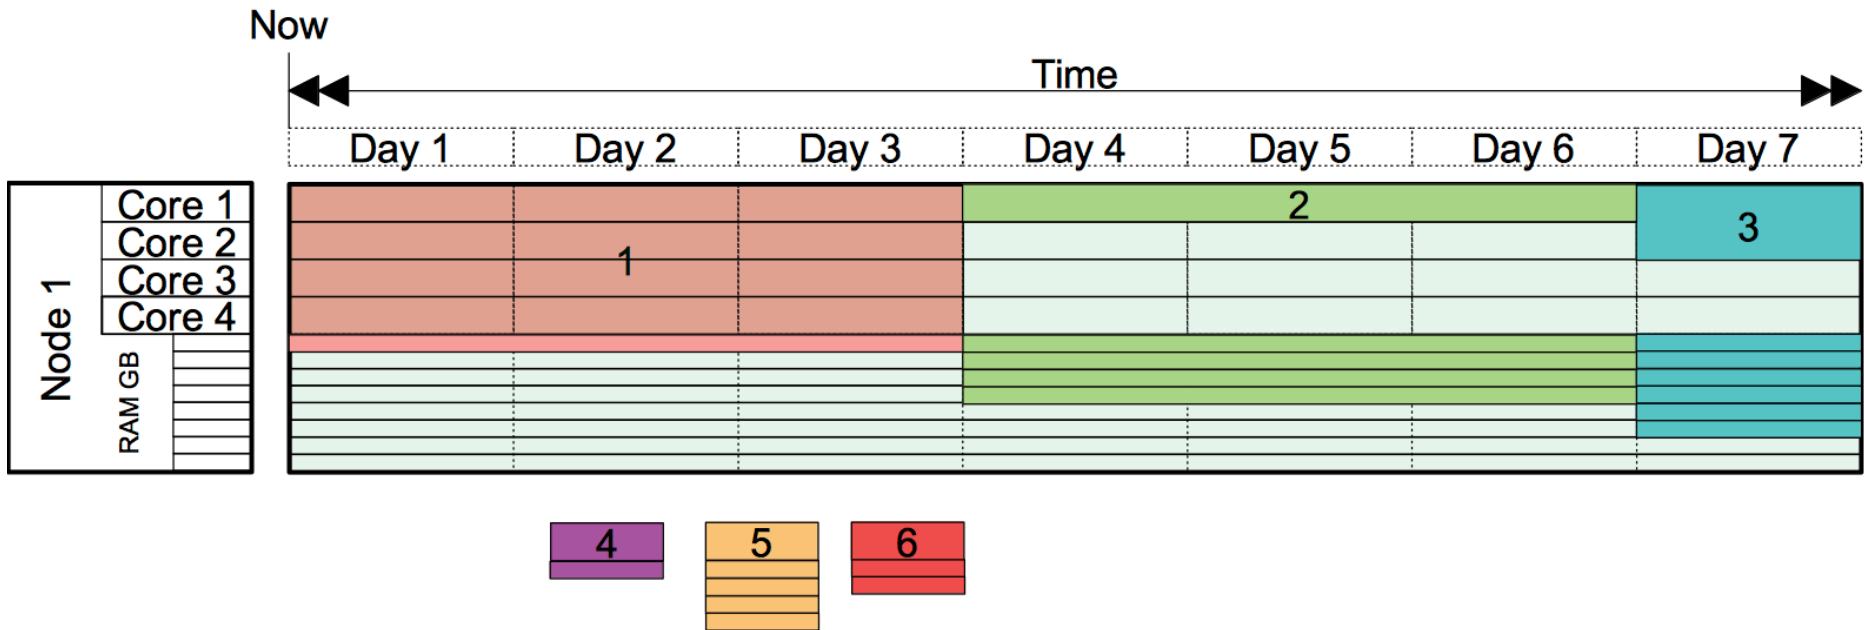 Now
Time
Day 1 Day 2 Day 3 Day 4 Day 5 Day 6 Day 7
Node 1
Core 1
Core 2
Core 3
Core 4
RAM GB
1
2
3
4 5 6